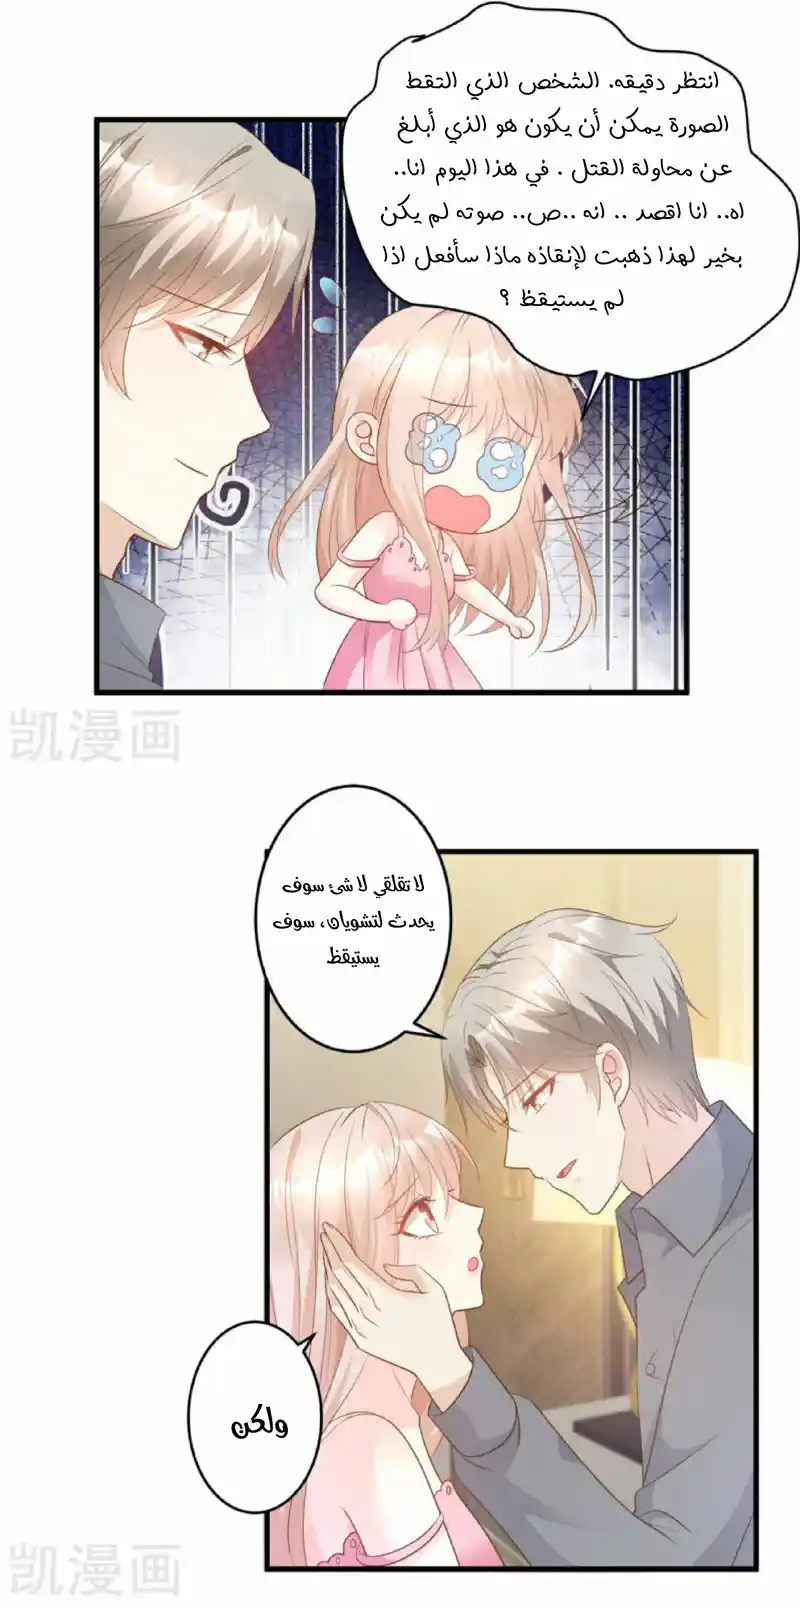 انتظر دقيقه. الشخص الذي التقط
الصورة يمكن أن يكون هو الذي أبلغ
عن محاولة القتل . في هذا اليوم انا..
اه.. انا اقصد .. انه ..ص.. صوته لم يكن
بخير لهذا ذهبت لإنقاذه ماذا سأفعل اذا
لم يستيقظ ؟
凯漫画
لا تقلقي لا شئ سوف
يحدث لتشويان، سوف
يستيقظ
ولكن
凯漫画